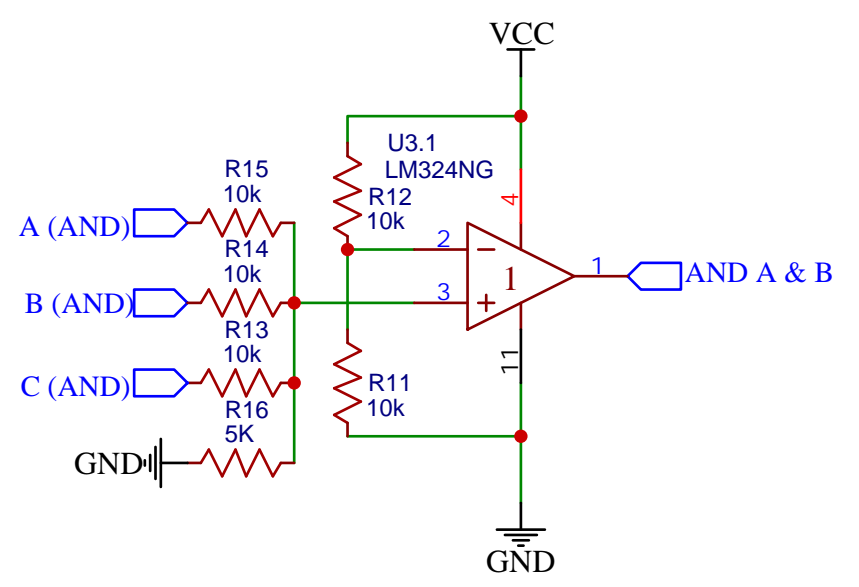 VCC
U3.1
LM324NG
R15
10k
A (AND)
R12
10k
4
R14
10k
2
1
1
AND A & B
B (AND)
3
R13
10k
11
C (AND)
R11
10k
R16
5K
GND
GND